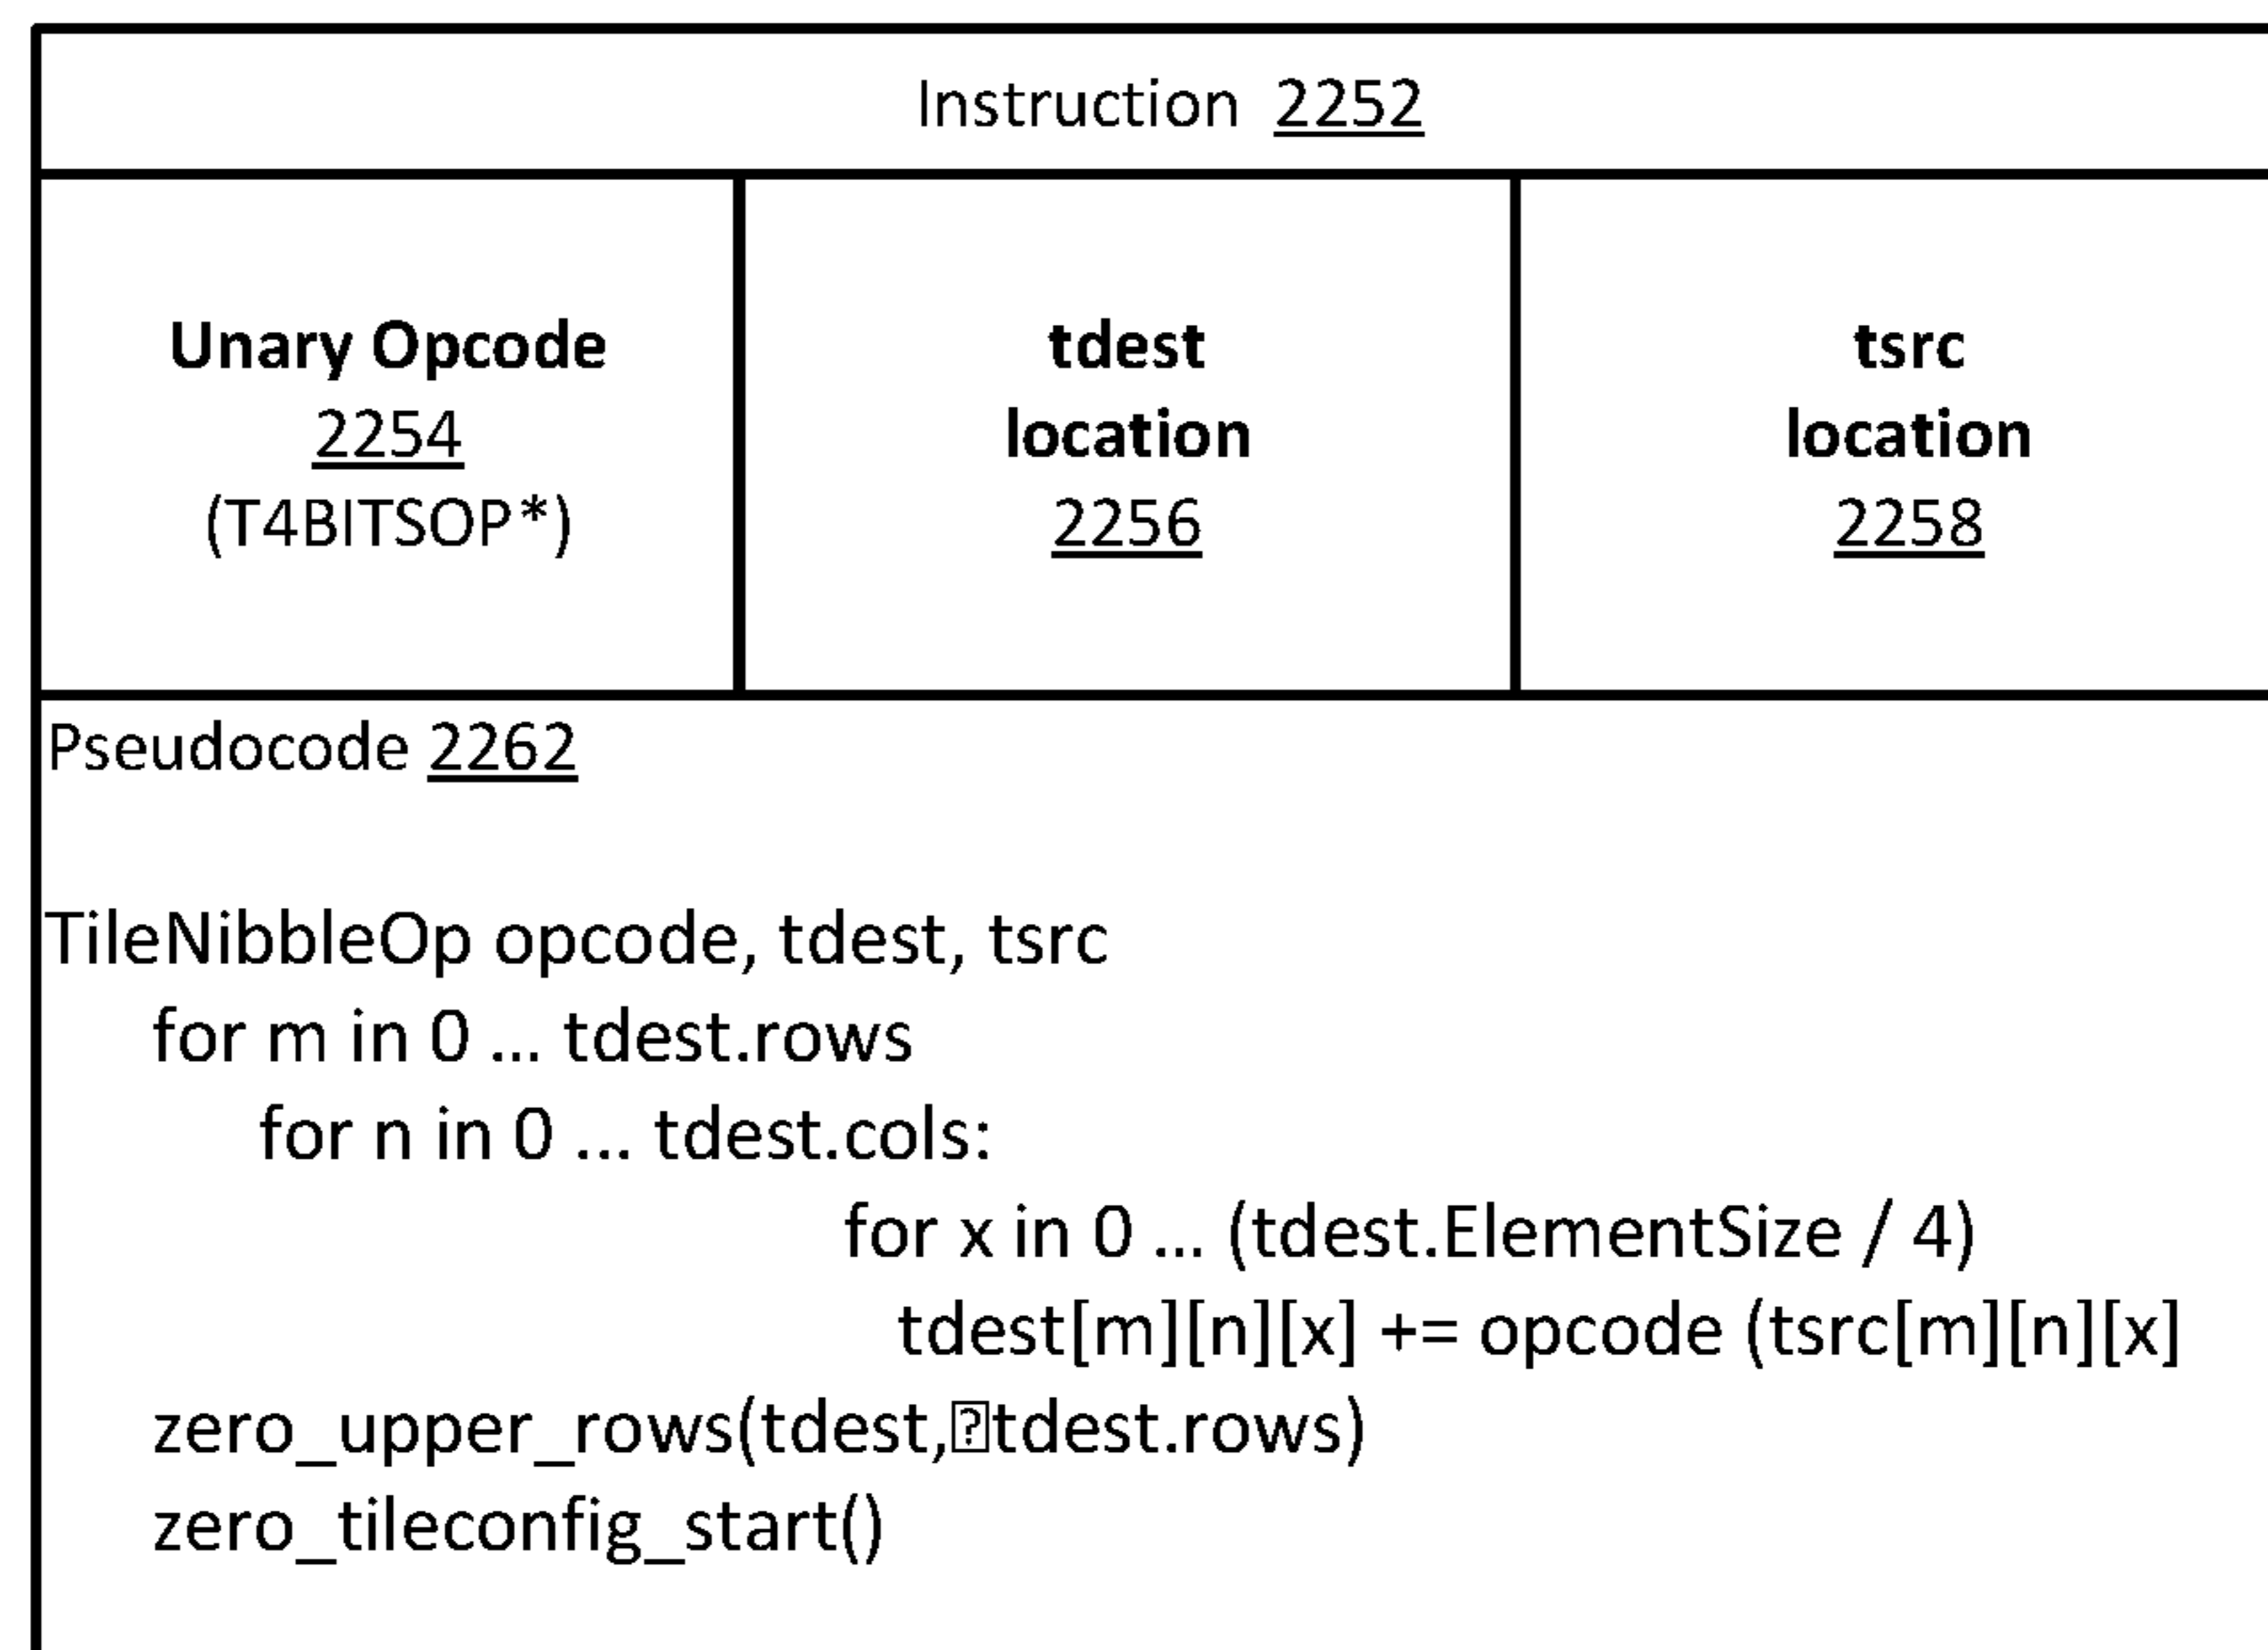 Instruction 2252
Unary Opcode
2254
(T4BITSOP*)
tdest
location
2256
tsrc
location
2258
Pseudocode 2262
TileNibbleOp opcode, tdest, tsrc
for m in 0 ... tdest.rows
for n in 0 ... tdest.cols:
for x in 0 ... (tdest.ElementSize / 4)
tdest[m][n][x] += opcode (tsrc[m][n][x]
zero_upper_rows(tdest,⍰tdest.rows)
zero_tileconfig_start()